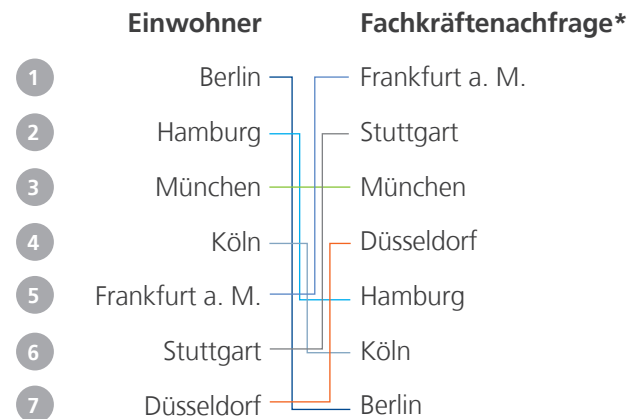 Einwohner Fachkräftenachfrage*
1 Berlin Frankfurt a. M.
2 Hamburg Stuttgart
3 München München
4 Köln Düsseldorf
5 Frankfurt a. M. Hamburg
6 Stuttgart Köln
7 Düsseldorf Berlin